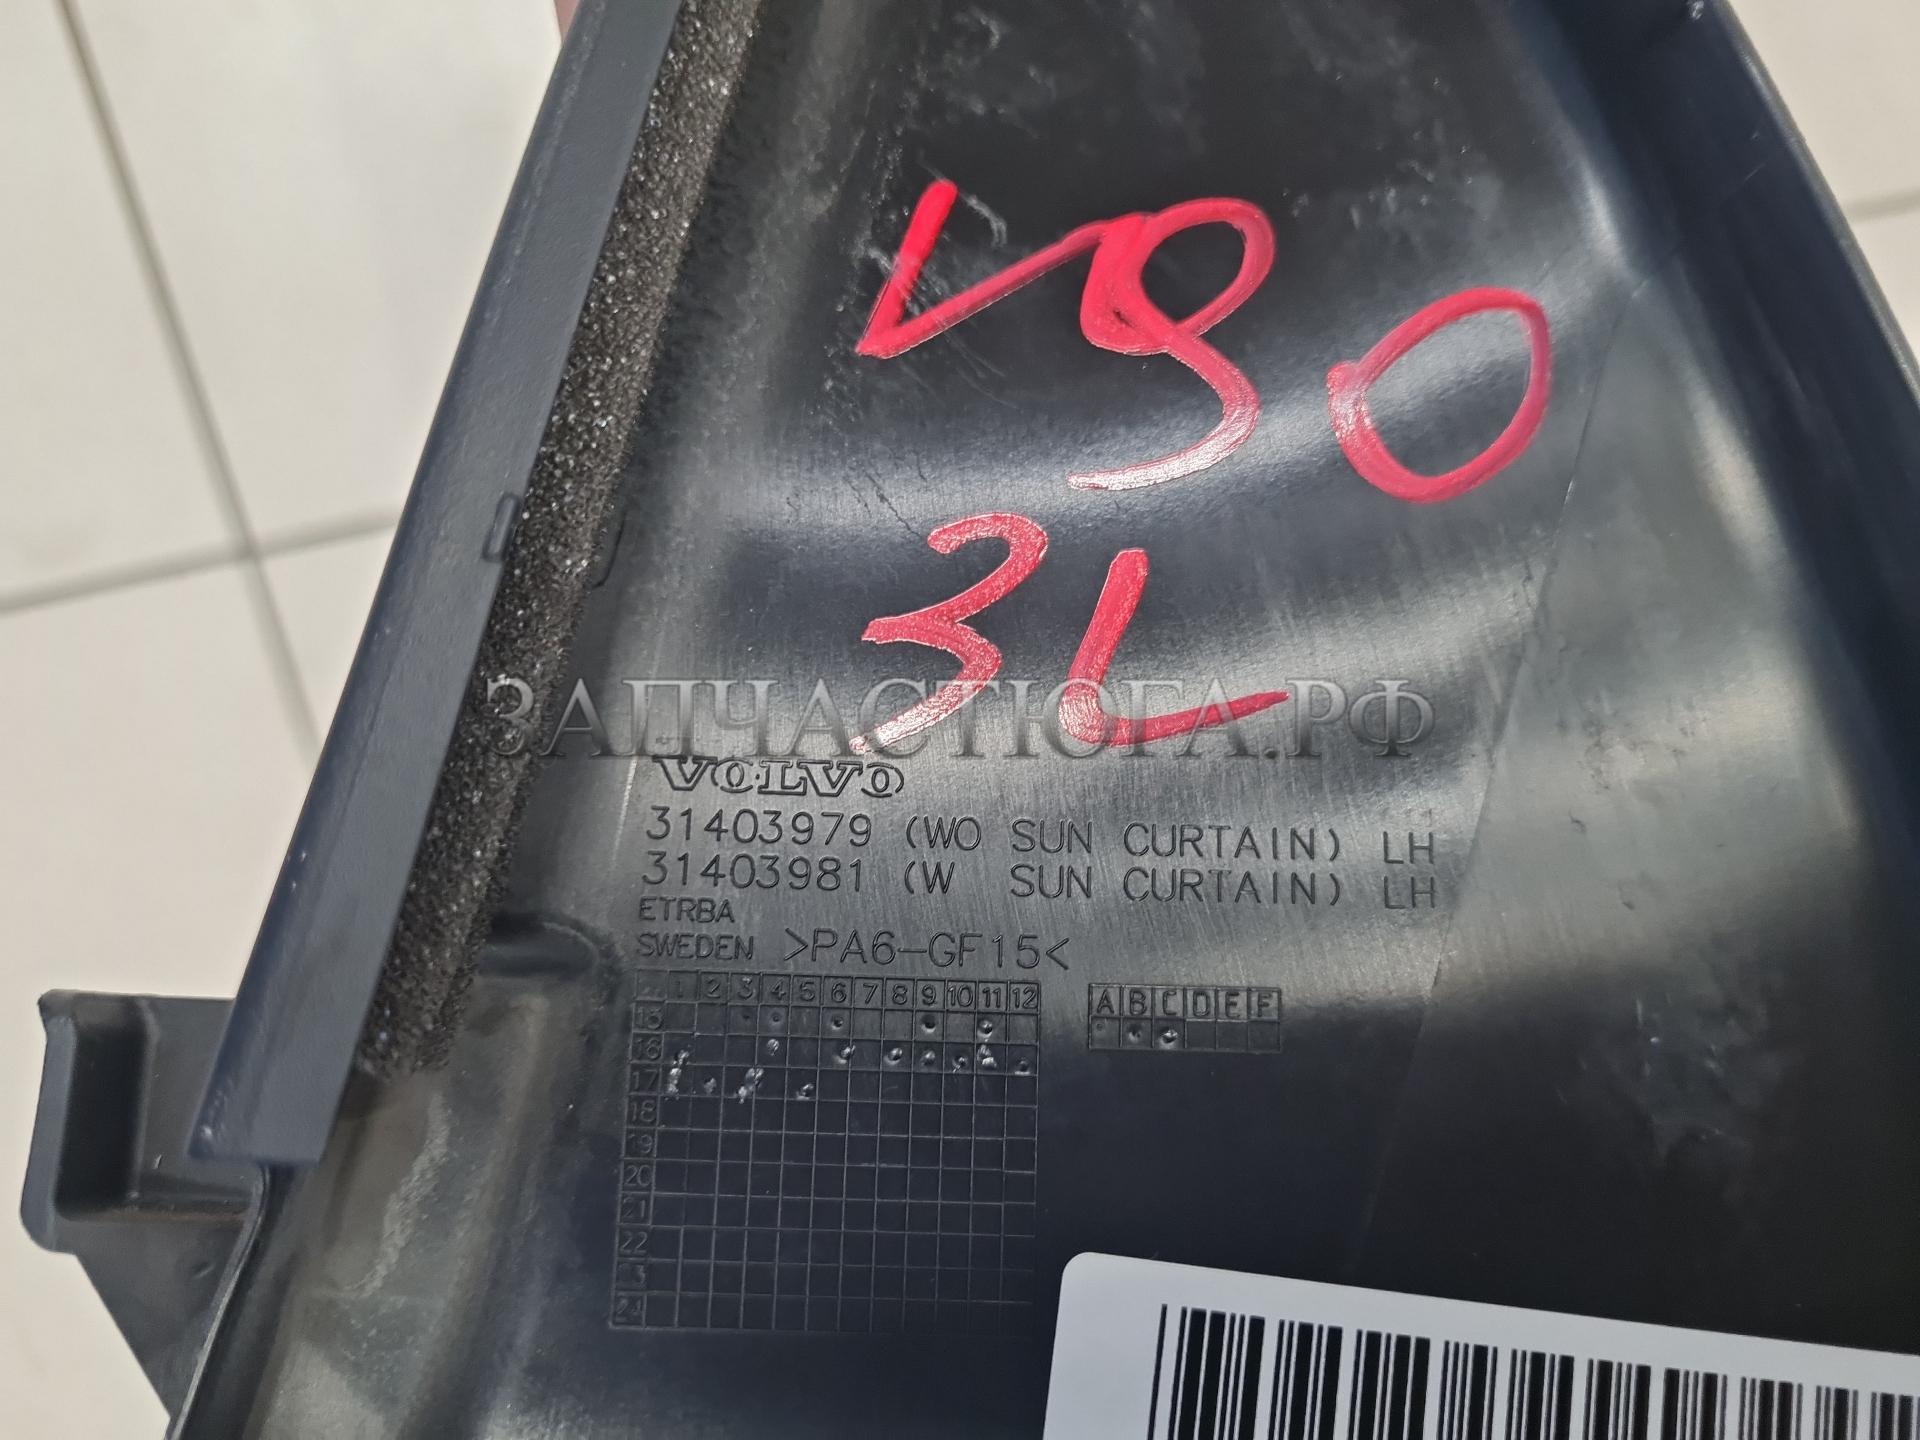 V90
3L
ЗАПЧАСТЮГА.РФ
VOLVO
31403979 (WO SUN CURTAIN) LH
31403981 (W SUN CURTAIN) LH
ETRBA
SWEDEN >PA6-GF15<
1 2 3 4 5 6 7 8 9 10 11 12
A B C D E F
15
16
17
18
19
20
21
22
23
24